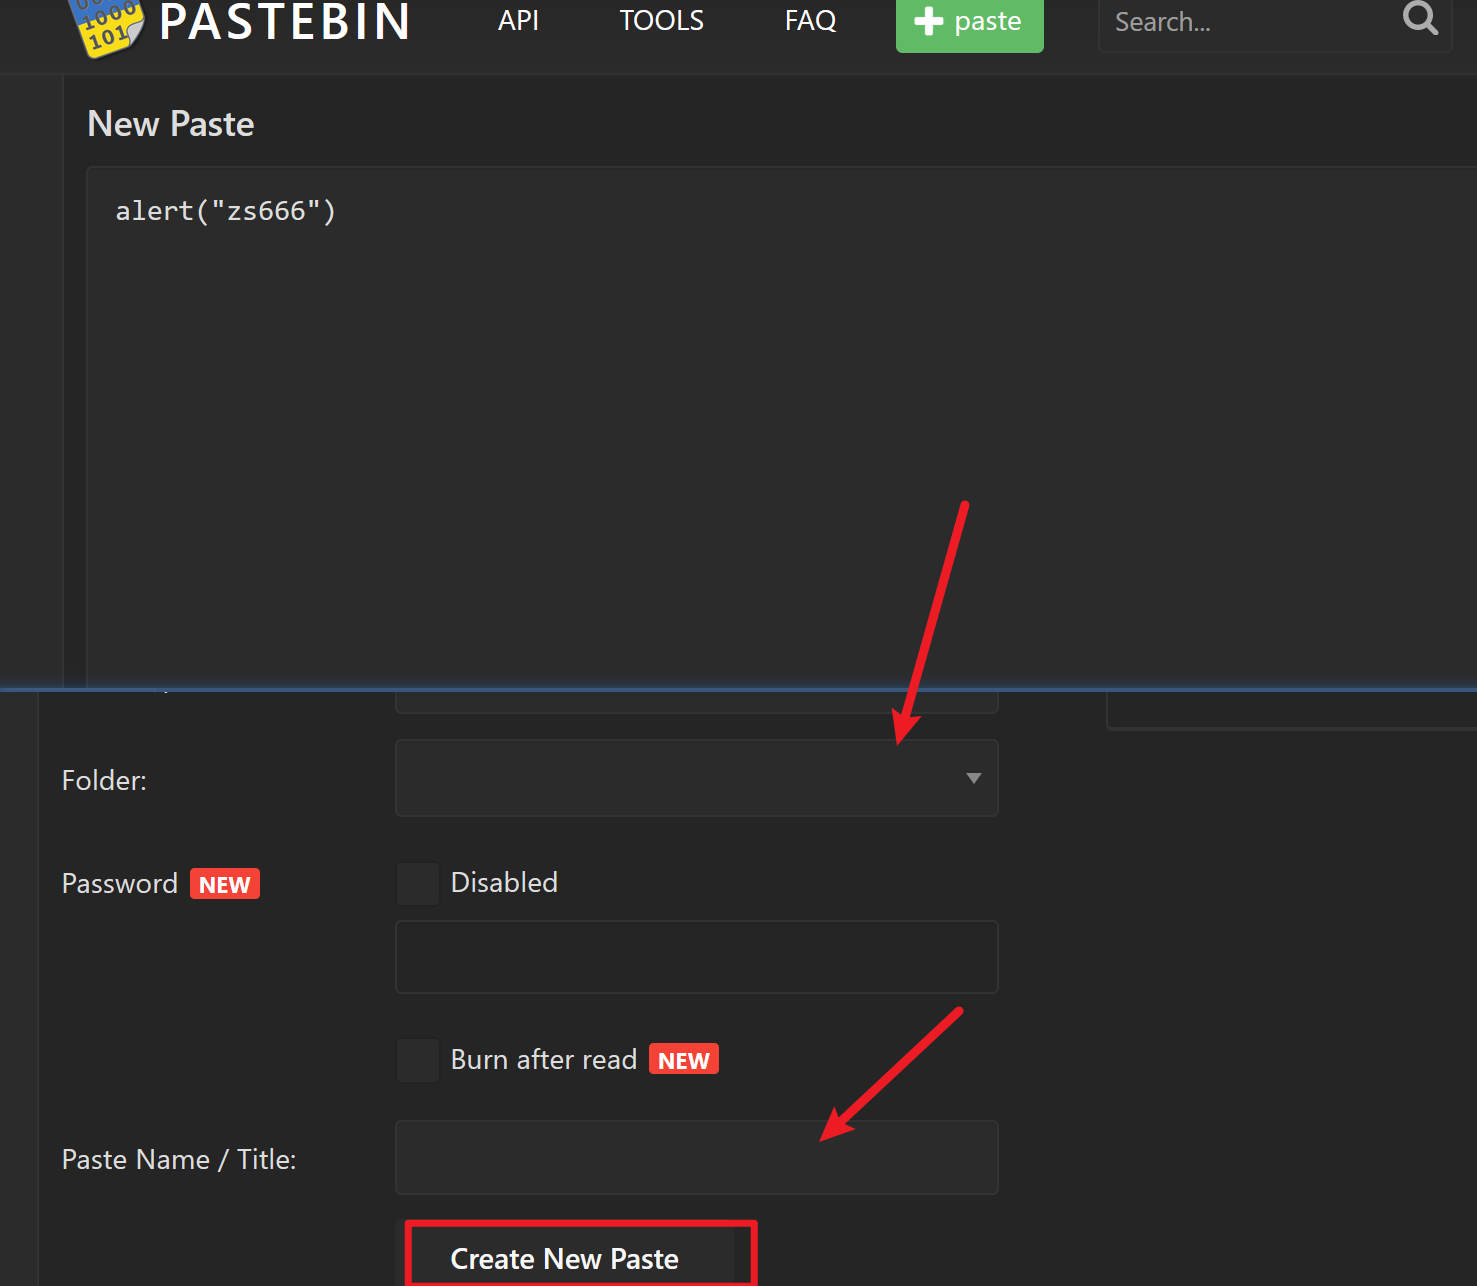 00
1000
101
PASTEBIN
API
TOOLS
FAQ
paste
Search...
New Paste
alert("zs666")
Folder:
Password NEW
Disabled
Burn after read NEW
Paste Name / Title:
Create New Paste